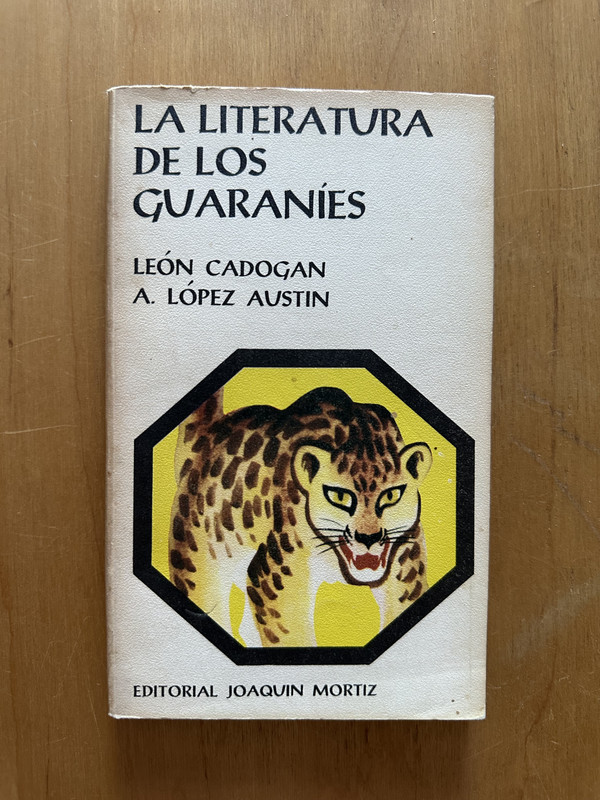 LA LITERATURA
DE LOS
GUARANÍES
LEÓN CADOGAN
A. LÓPEZ AUSTIN
EDITORIAL JOAQUIN MORTIZ